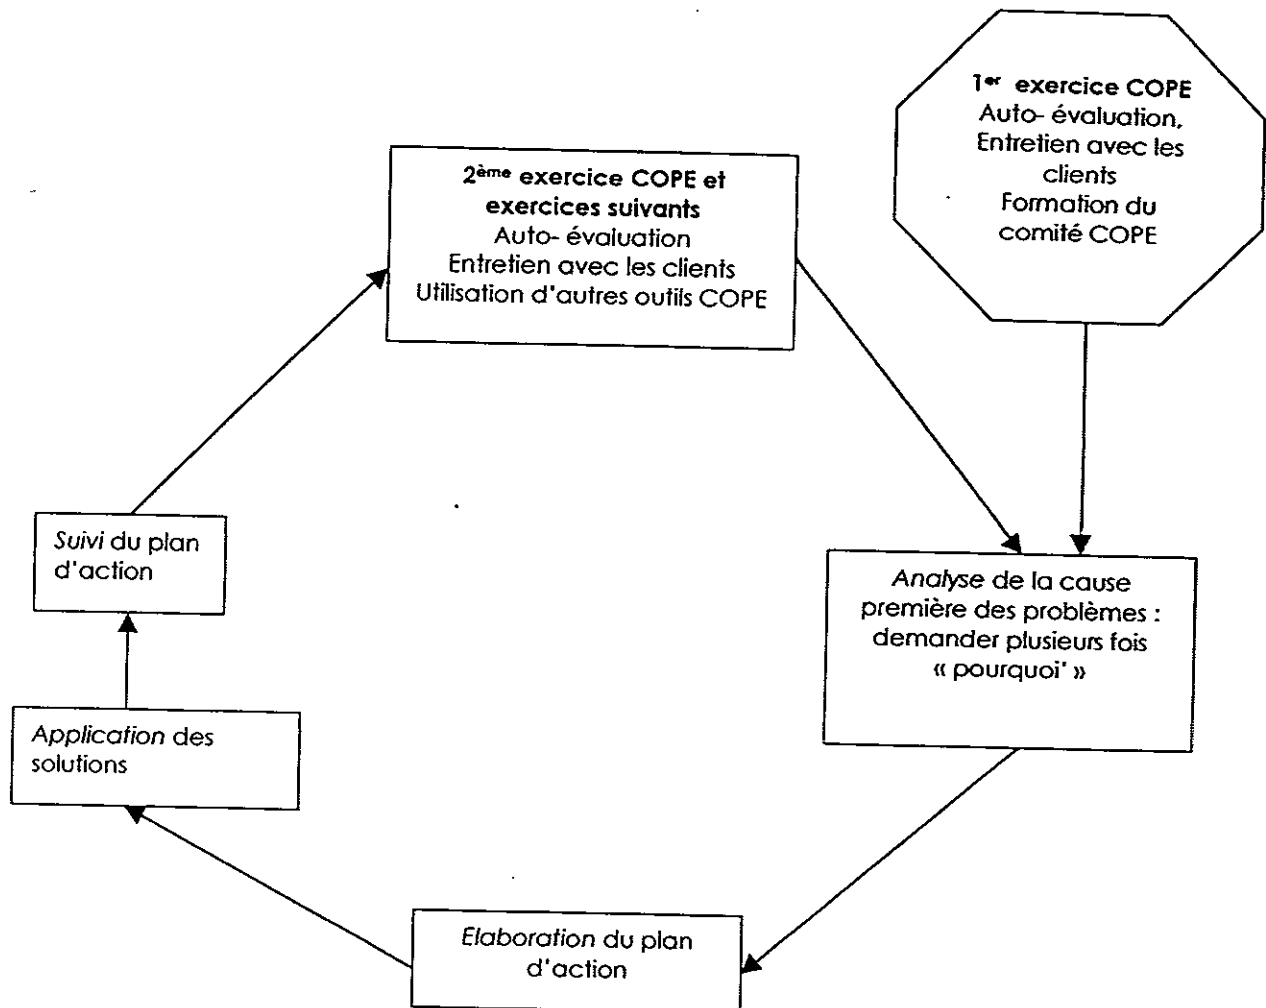 1er exercice COPE
Auto- évaluation,
Entretien avec les
clients
Formation du
comité COPE
2ème exercice COPE et
exercices suivants
Auto- évaluation
Entretien avec les clients
Utilisation d'autres outils COPE
Suivi du plan
d'action
Analyse de la cause
première des problèmes :
demander plusieurs fois
« pourquoi' »
Application des
solutions
Elaboration du plan
d'action